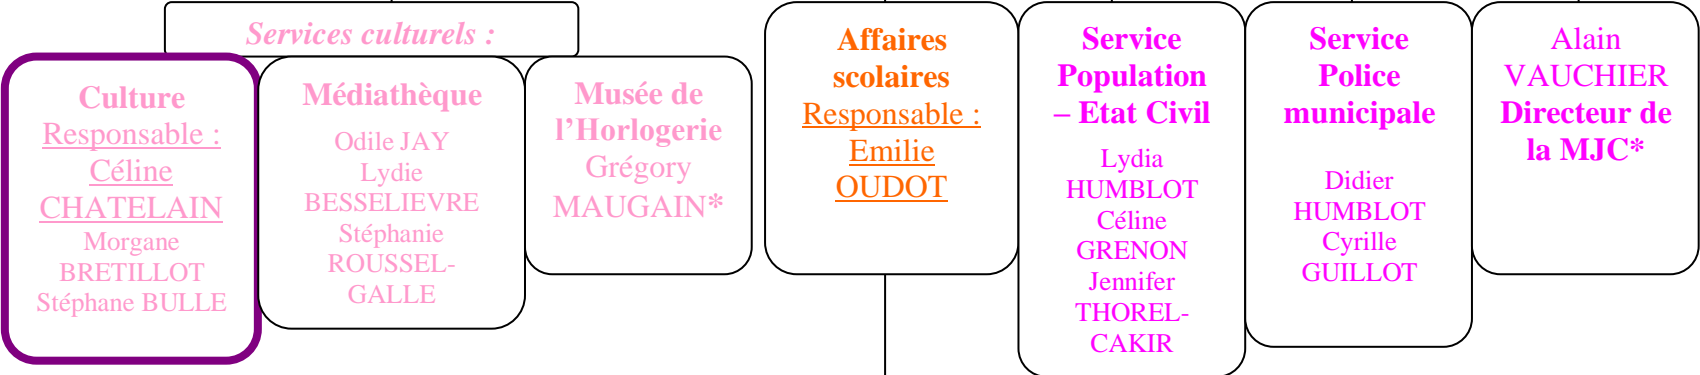 Services culturels :
Culture
Responsable :
Céline
CHATELAIN
Morgane
BRETILLOT
Stéphane BULLE
Médiathèque
Odile JAY
Lydie
BESSELIEVRE
Stéphanie
ROUSSEL-
GALLE
Musée de
l’Horlogerie
Grégory
MAUGAIN*
Affaires
scolaires
Responsable :
Emilie
OUDOT
Service
Population
– Etat Civil
Lydia
HUMBLOT
Céline
GRENON
Jennifer
THOREL-
CAKIR
Service
Police
municipale
Didier
HUMBLOT
Cyrille
GUILLOT
Alain
VAUCHIER
Directeur de
la MJC*